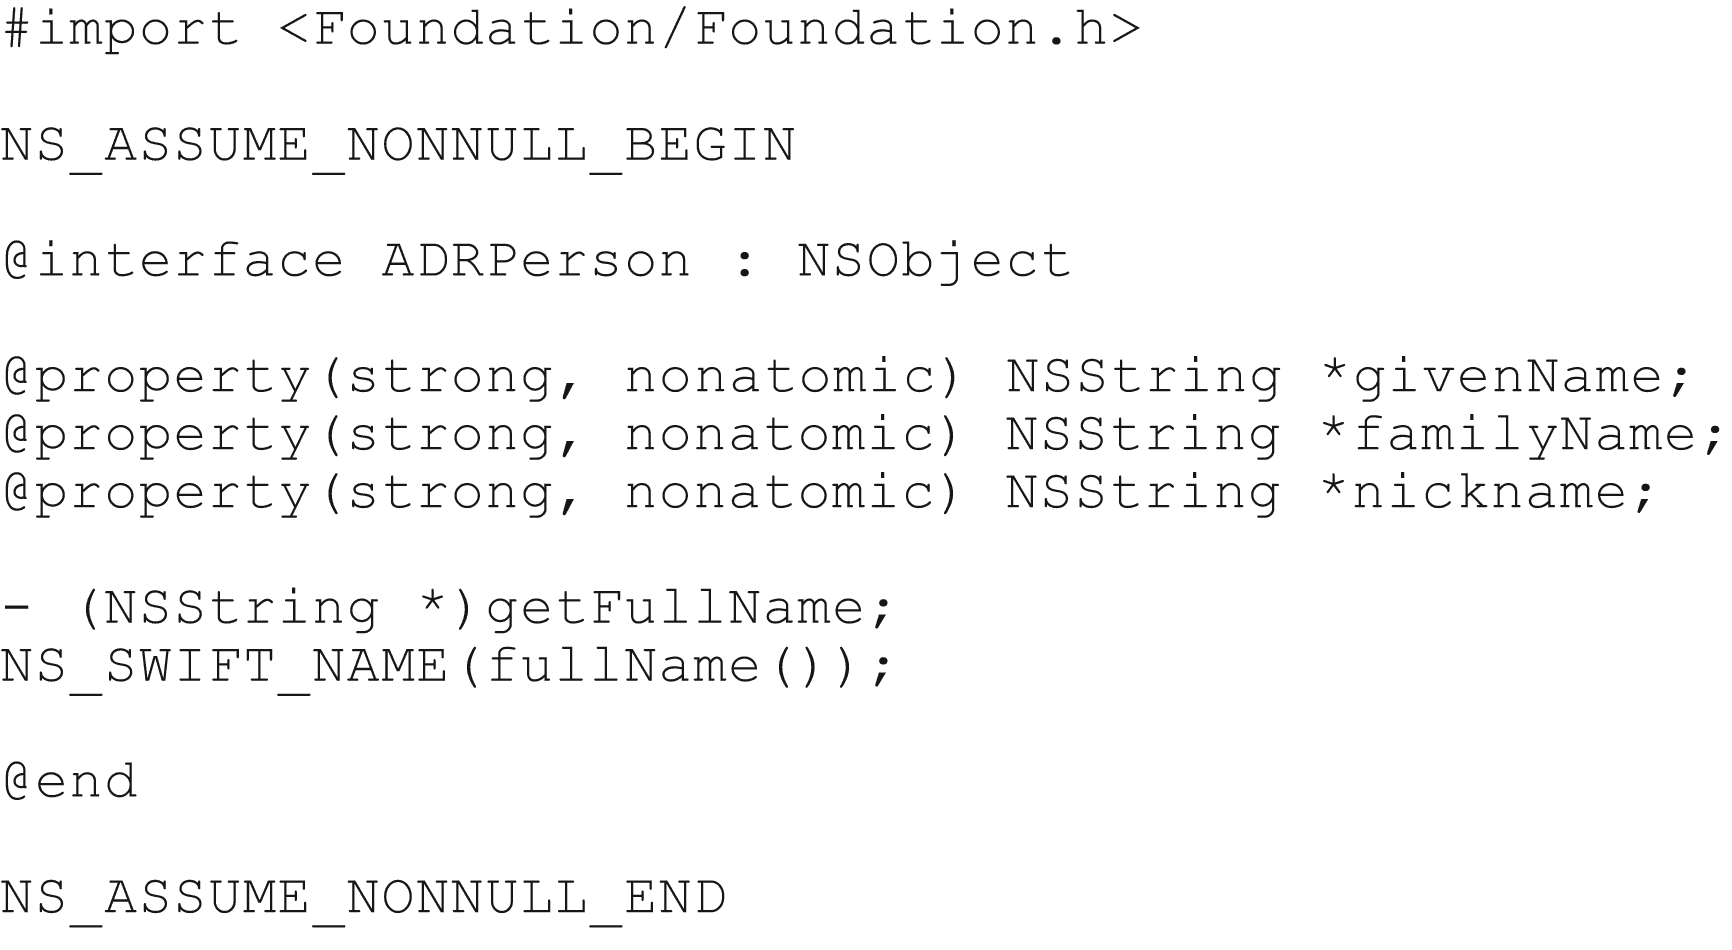 #import <Foundation/Foundation.h>
NS_ASSUME_NONNULL_BEGIN
@interface ADRPerson : NSObject
@property(strong, nonatomic) NSString *givenName;
@property(strong, nonatomic) NSString *familyName;
@property(strong, nonatomic) NSString *nickname;
- (NSString *)getFullName;
NS_SWIFT_NAME(fullName());
@end
NS_ASSUME_NONNULL_END